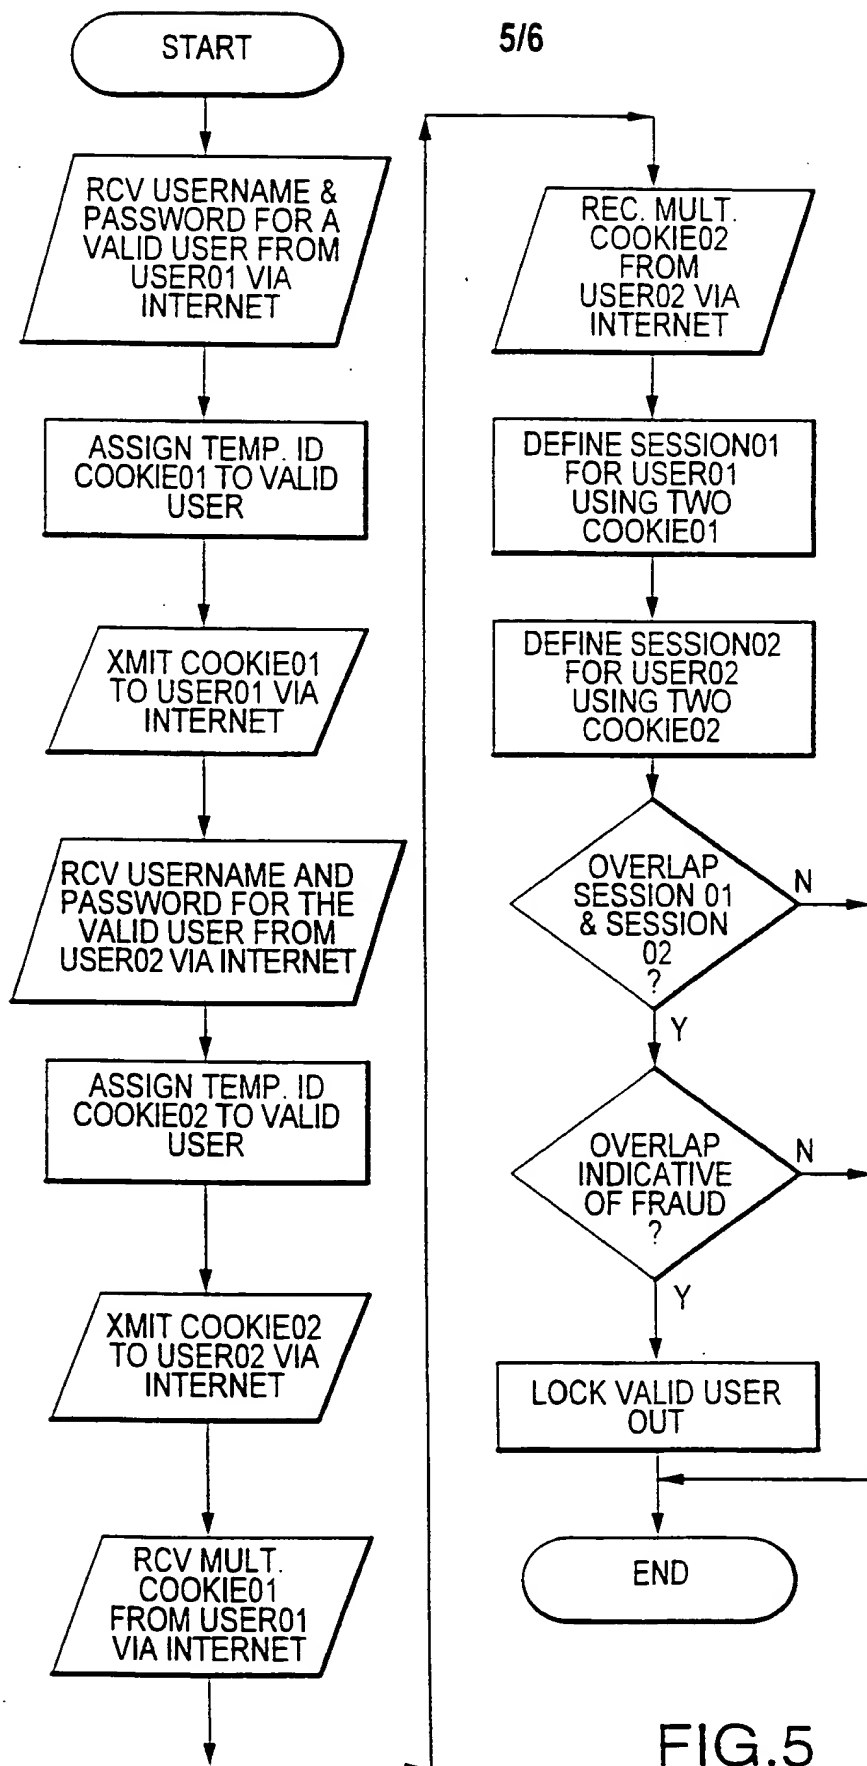 5/6
START
RCV USERNAME &
PASSWORD FOR A
VALID USER FROM
USER01 VIA
INTERNET
ASSIGN TEMP. ID
COOKIE01 TO VALID
USER
XMIT COOKIE01
TO USER01 VIA
INTERNET
RCV USERNAME AND
PASSWORD FOR THE
VALID USER FROM
USER02 VIA INTERNET
ASSIGN TEMP. ID
COOKIE02 TO VALID
USER
XMIT COOKIE02
TO USER02 VIA
INTERNET
RCV MULT.
COOKIE01
FROM USER01
VIA INTERNET
REC. MULT.
COOKIE02
FROM
USER02 VIA
INTERNET
DEFINE SESSION01
FOR USER01
USING TWO
COOKIE01
DEFINE SESSION02
FOR USER02
USING TWO
COOKIE02
OVERLAP
SESSION 01
& SESSION
02
?
N
Y
OVERLAP
INDICATIVE
OF FRAUD
?
N
Y
LOCK VALID USER
OUT
END
FIG.5